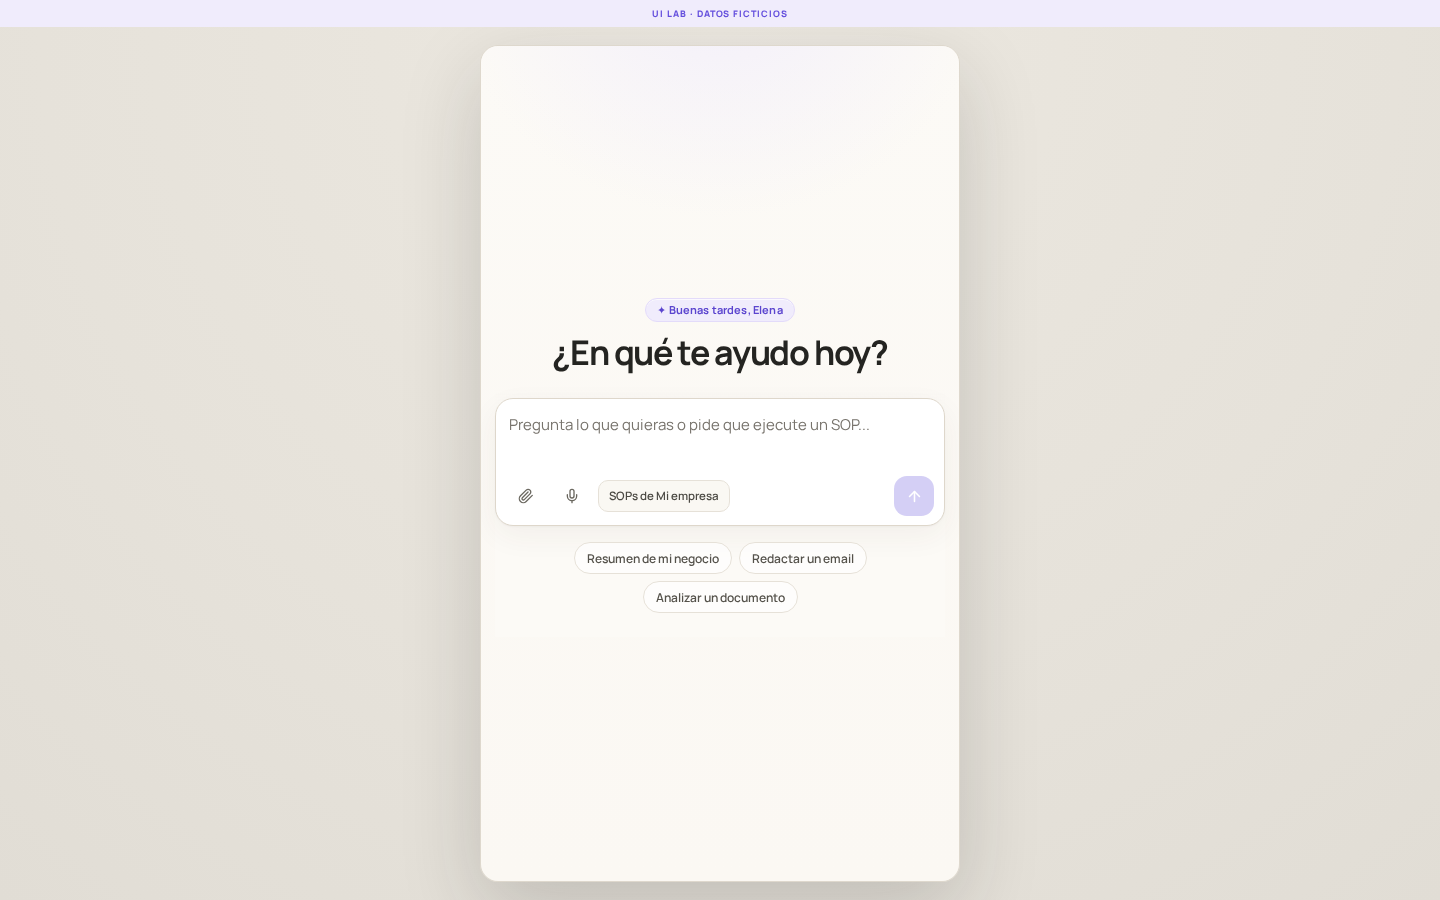 UI LAB · DATOS FICTICIOS
✦ Buenas tardes, Elena
¿En qué te ayudo hoy?
Pregunta lo que quieras o pide que ejecute un SOP...
SOPs de Mi empresa
Resumen de mi negocio
Redactar un email
Analizar un documento